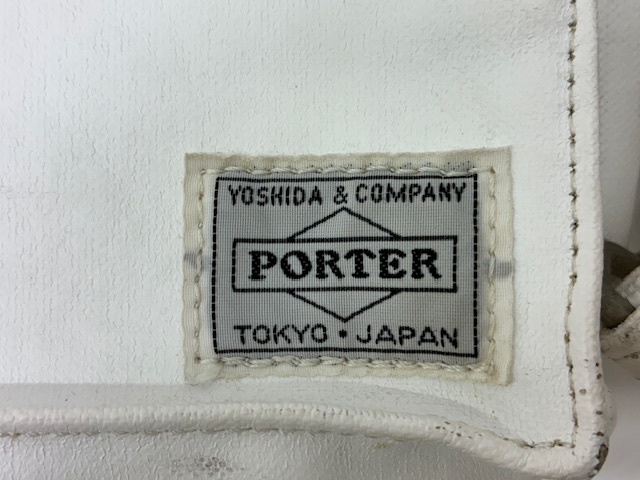 YOSHIDA & COMPANY
PORTER
TOKYO • JAPAN